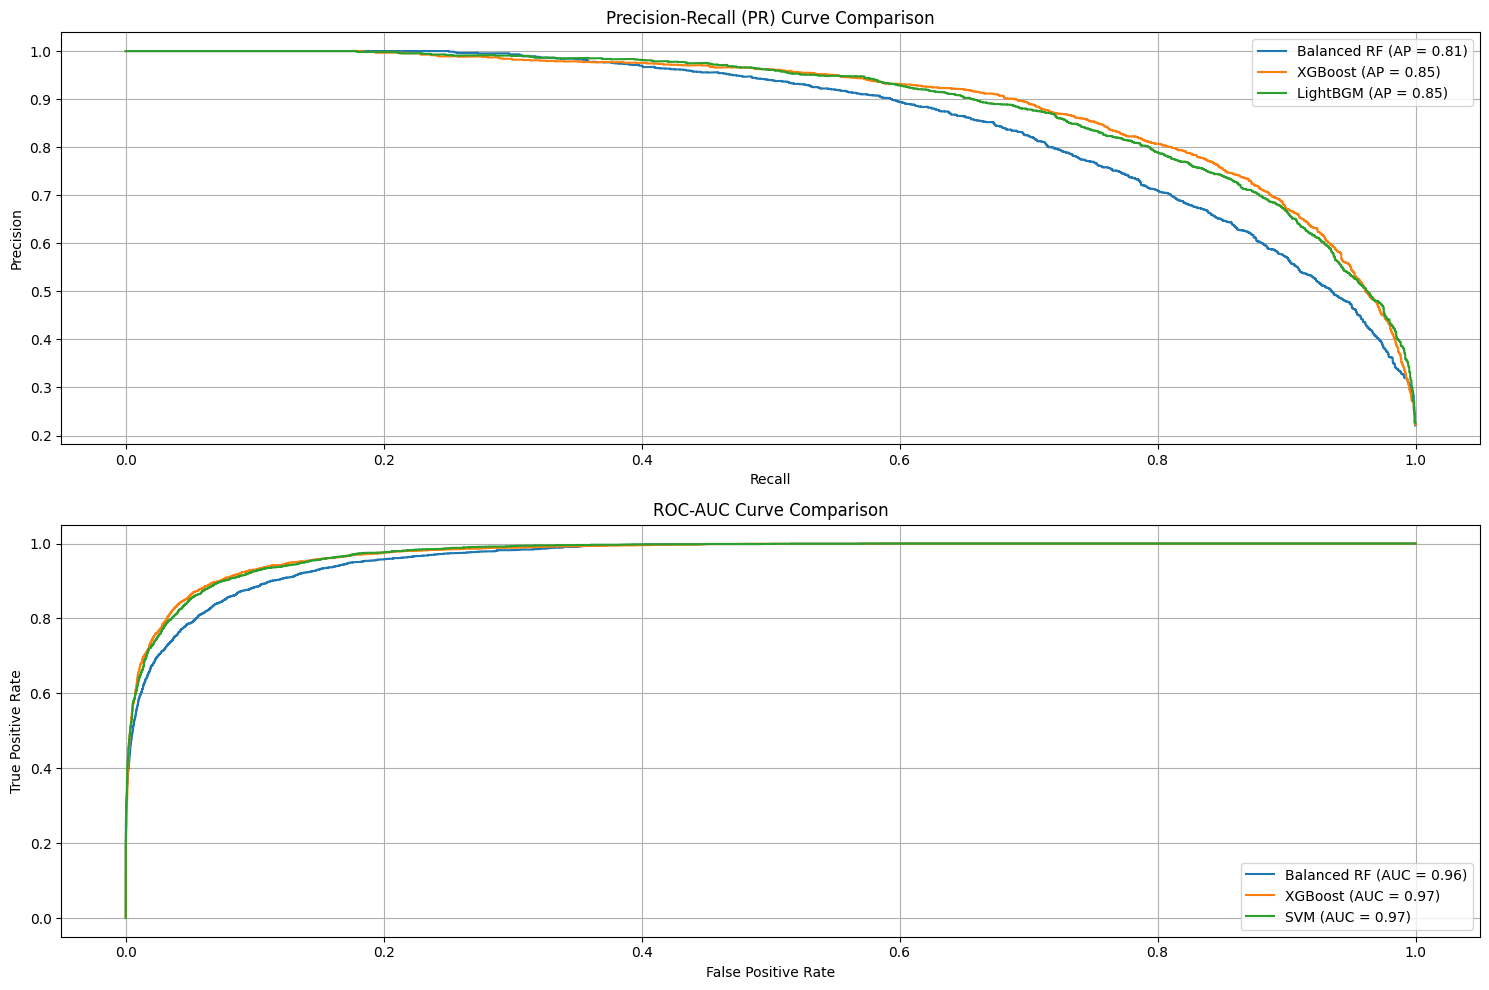 Precision-Recall (PR) Curve Comparison
1.0
0.9
0.8
0.7
0.6
0.5
0.4
0.3
0.2
Precision
Balanced RF (AP = 0.81)
XGBoost (AP = 0.85)
LightBGM (AP = 0.85)
0.0 0.2 0.4 0.6 0.8 1.0
Recall
ROC-AUC Curve Comparison
1.0
0.8
0.6
0.4
0.2
0.0
True Positive Rate
Balanced RF (AUC = 0.96)
XGBoost (AUC = 0.97)
SVM (AUC = 0.97)
0.0 0.2 0.4 0.6 0.8 1.0
False Positive Rate